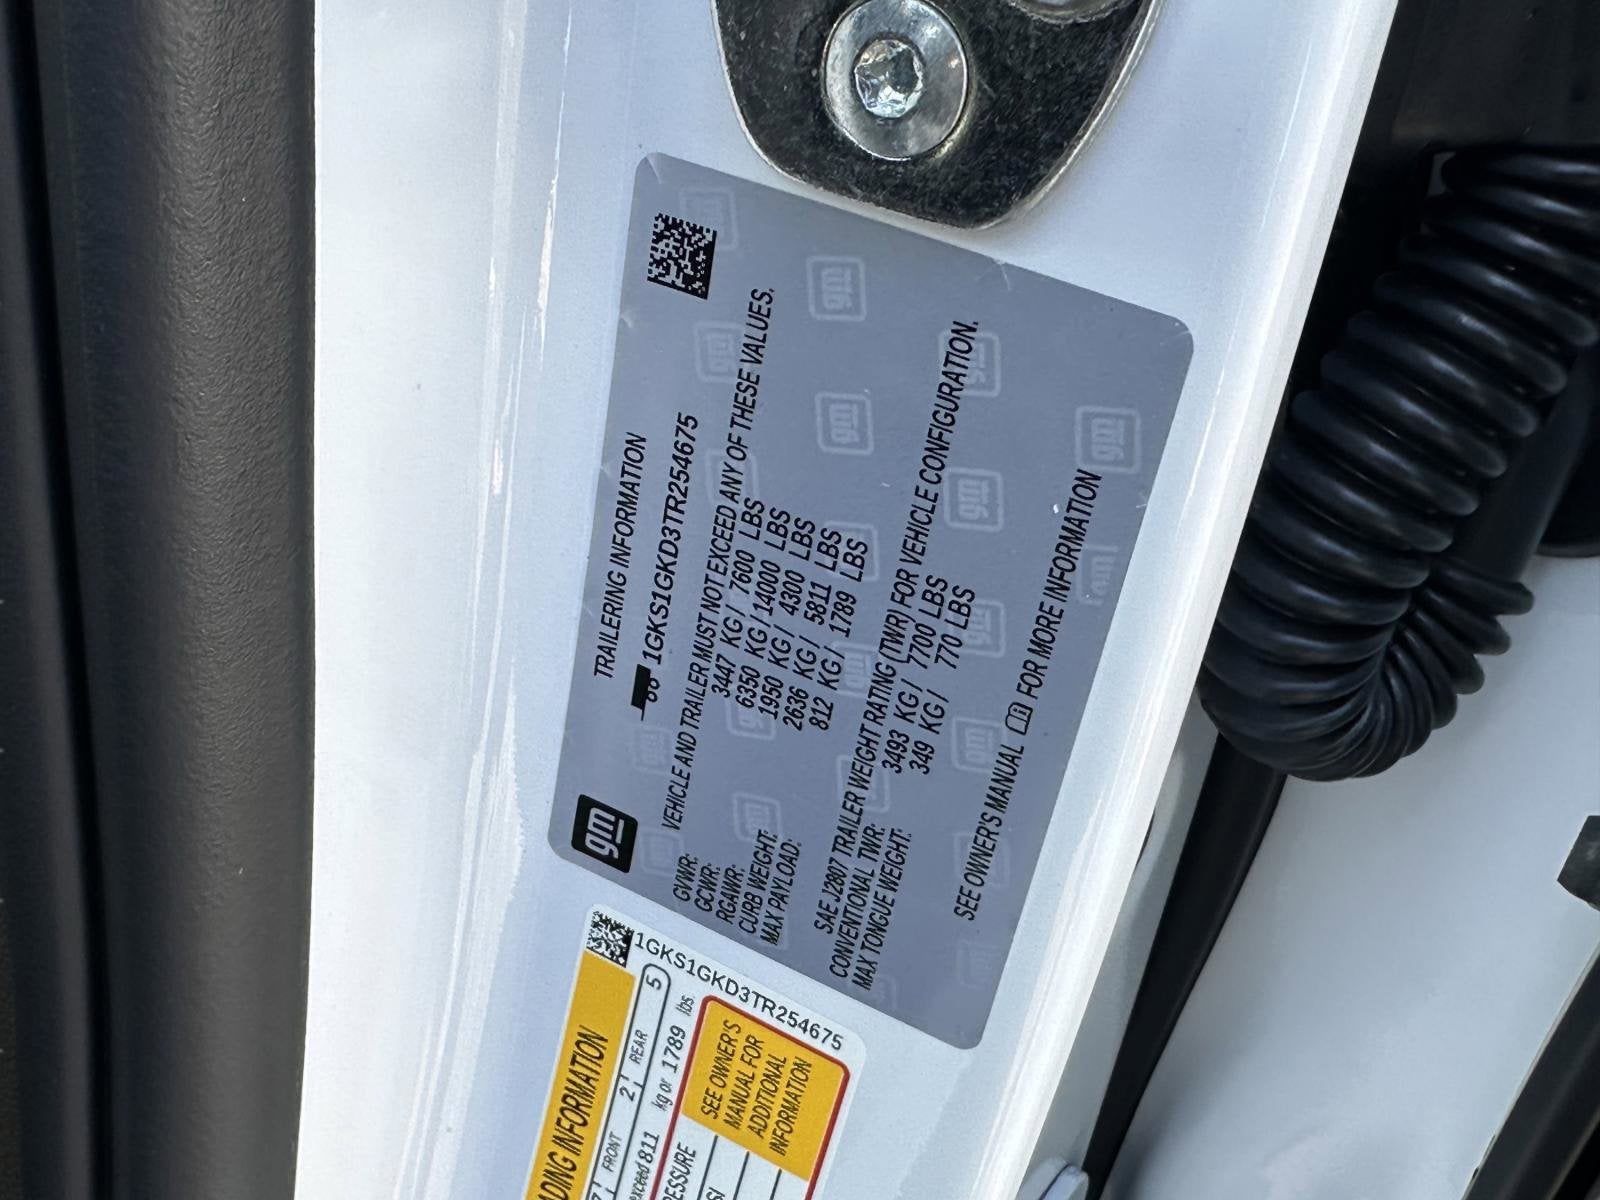 gm
TRAILERING INFORMATION
1GKS1GKD3TR254675
VEHICLE AND TRAILER MUST NOT EXCEED ANY OF THESE VALUES.
GVWR: 3447 KG / 7600 LBS
GCWR: 6350 KG / 14000 LBS
RGAWR: 1950 KG / 4300 LBS
CURB WEIGHT: 2636 KG / 5811 LBS
MAX PAYLOAD: 812 KG / 1789 LBS
SAE J2807 TRAILER WEIGHT RATING (TWR) FOR VEHICLE CONFIGURATION.
CONVENTIONAL TWR: 3493 KG / 7700 LBS
MAX TONGUE WEIGHT: 349 KG / 770 LBS
SEE OWNER'S MANUAL FOR MORE INFORMATION
1GKS1GKD3TR254675
INFORMATION
FRONT 2 REAR 5
811 kg or 1789 lbs.
SEE OWNER'S
MANUAL FOR
ADDITIONAL
INFORMATION